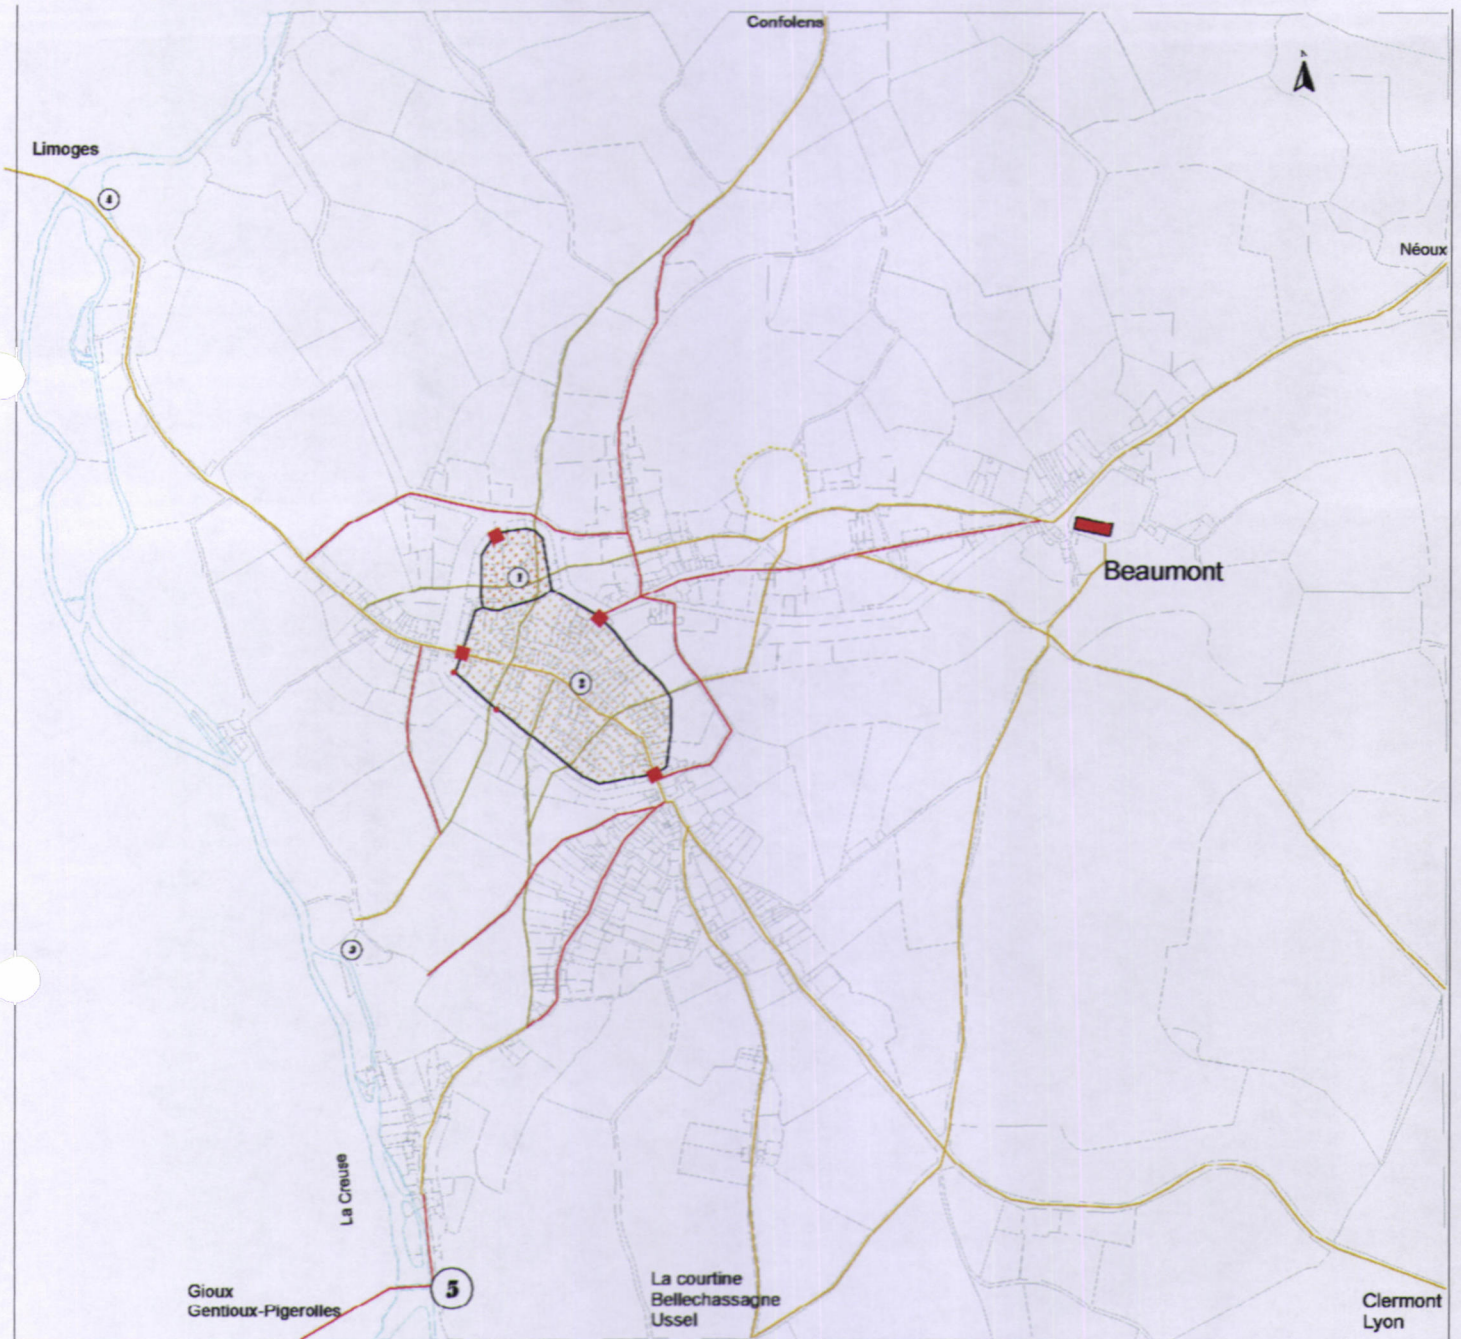 Confolens
N
Limoges
4
Néoux
1
Beaumont
2
3
La Creuse
5
Gioux
Gentioux-Pigerolles
La courtine
Bellechassagne
Ussel
Clermont
Lyon